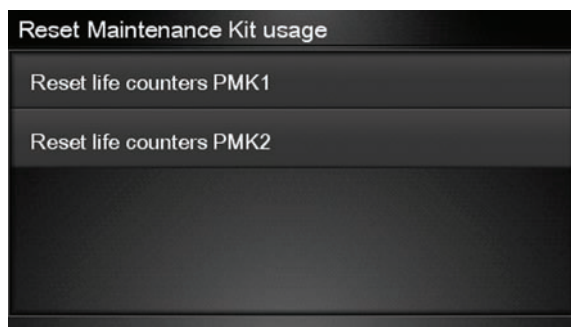 Reset Maintenance Kit usage
Reset life counters PMK1
Reset life counters PMK2